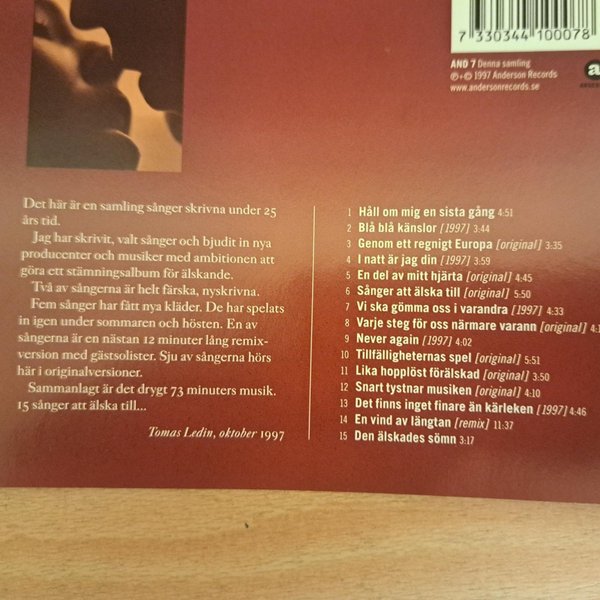 7 330344 100078
AND 7 Denna samling
℗+© 1997 Anderson Records
www.andersonrecords.se
Det här är en samling sånger skrivna under 25
års tid.
Jag har skrivit, valt sånger och bjudit in nya
producenter och musiker med ambitionen att
göra ett stämningsalbum för älskande.
Två av sångerna är helt färska, nyskrivna.
Fem sånger har fått nya kläder. De har spelats
in igen under sommaren och hösten. En av
sångerna är en nästan 12 minuter lång remix-
version med gästsolister. Sju av sångerna hörs
här i originalversioner.
Sammanlagt är det drygt 73 minuters musik.
15 sånger att älska till...
Tomas Ledin, oktober 1997
1 Håll om mig en sista gång 4:51
2 Blå blå känslor [1997] 3:44
3 Genom ett regnigt Europa [original] 3:35
4 I natt är jag din [1997] 3:59
5 En del av mitt hjärta [original] 4:45
6 Sånger att älska till [original] 5:50
7 Vi ska gömma oss i varandra [1997] 4:33
8 Varje steg för oss närmare varann [original]
9 Never again [1997] 4:02
10 Tillfälligheternas spel [original] 5:51
11 Lika hopplöst förälskad [original] 3:50
12 Snart tystnar musiken [original] 4:10
13 Det finns inget finare än kärleken [1997] 4:46
14 En vind av längtan [remix] 11:37
15 Den älskades sömn 3:17